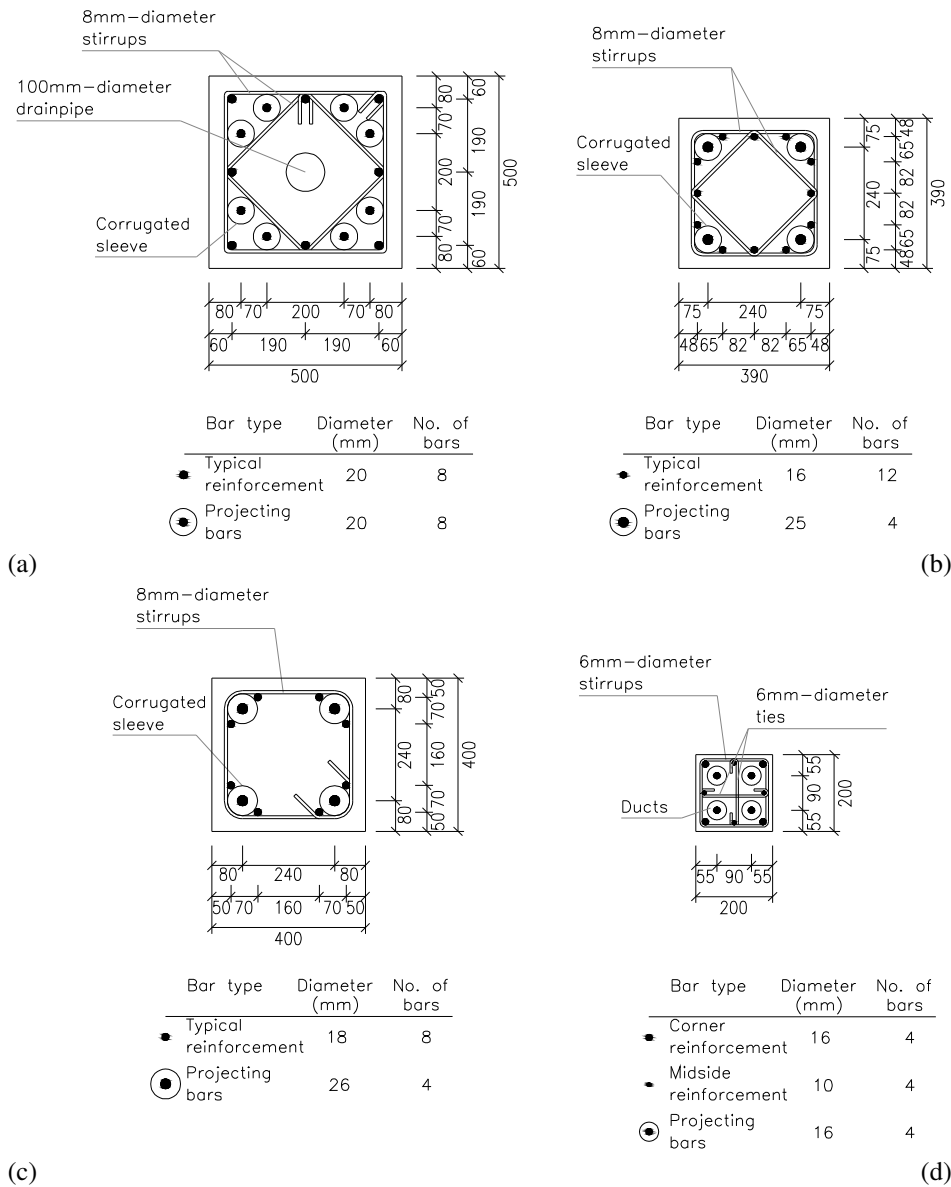 8mm-diameter
stirrups
100mm-diameter
drainpipe
Corrugated
sleeve
80
70
200
70
80
60
190
190
60
500
80 70 200 70 80
60 190 190 60
500
Bar type Diameter (mm) No. of bars
Typical reinforcement 20 8
Projecting bars 20 8
(a)
8mm-diameter
stirrups
Corrugated
sleeve
75
240
75
48
65
82
82
65
48
390
75 240 75
48 65 82 82 65 48
390
Bar type Diameter (mm) No. of bars
Typical reinforcement 16 12
Projecting bars 25 4
(b)
8mm-diameter
stirrups
Corrugated
sleeve
80
240
80
50
70
160
70
50
400
80 240 80
50 70 160 70 50
400
Bar type Diameter (mm) No. of bars
Typical reinforcement 18 8
Projecting bars 26 4
(c)
6mm-diameter
stirrups
6mm-diameter
ties
Ducts
55
90
55
200
55 90 55
200
Bar type Diameter (mm) No. of bars
Corner reinforcement 16 4
Midside reinforcement 10 4
Projecting bars 16 4
(d)